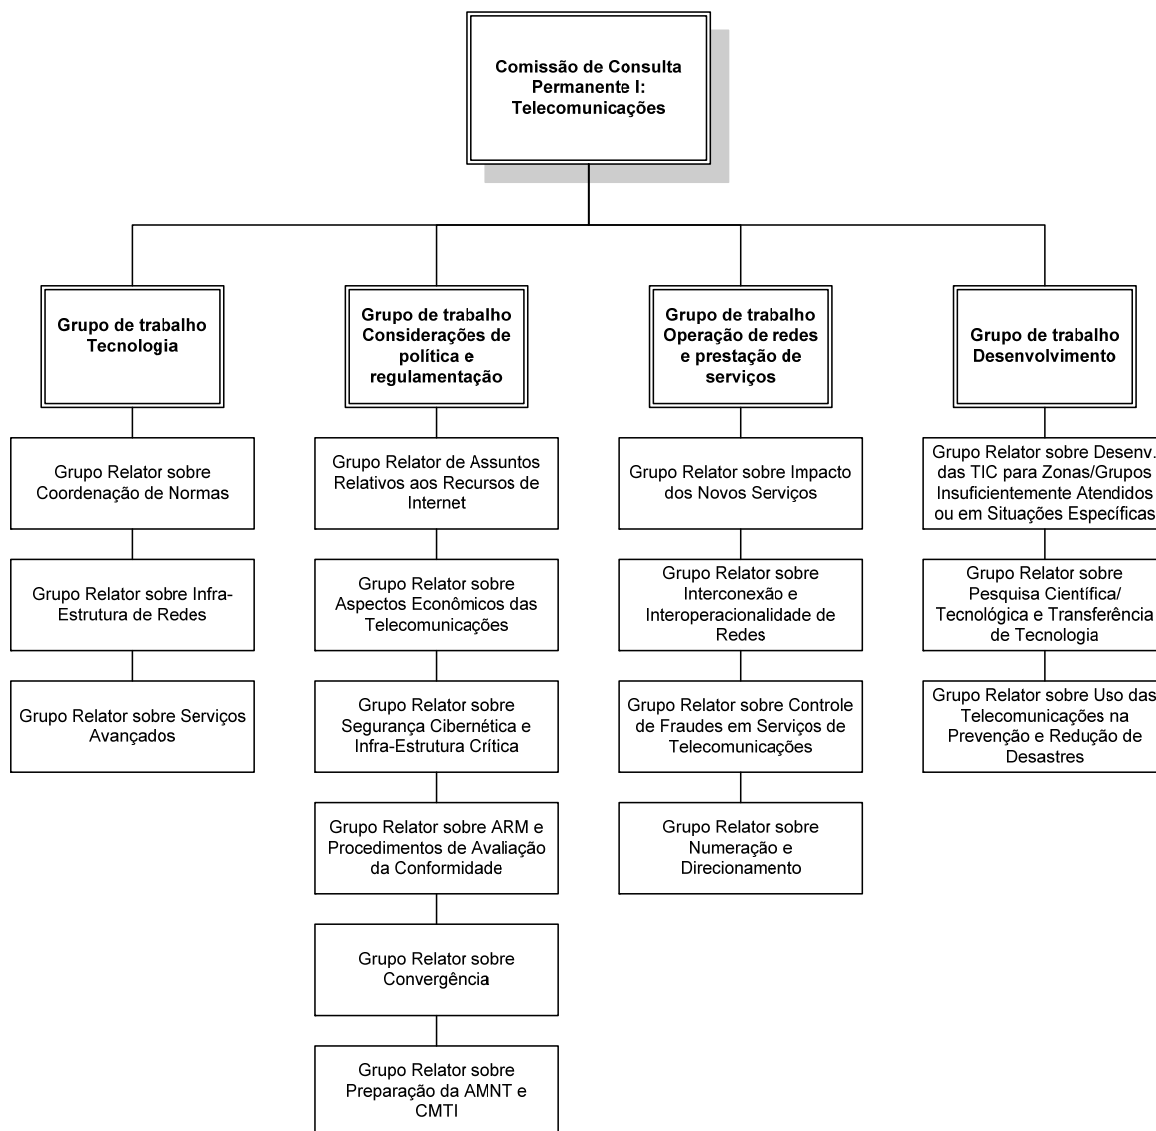 Comissão de Consulta
Permanente I:
Telecomunicações
Grupo de trabalho
Tecnologia
Grupo de trabalho
Considerações de
política e
regulamentação
Grupo de trabalho
Operação de redes
e prestação de
serviços
Grupo de trabalho
Desenvolvimento
Grupo Relator sobre
Coordenação de Normas
Grupo Relator sobre Infra-
Estrutura de Redes
Grupo Relator sobre Serviços
Avançados
Grupo Relator de Assuntos
Relativos aos Recursos de
Internet
Grupo Relator sobre
Aspectos Econômicos das
Telecomunicações
Grupo Relator sobre
Segurança Cibernética e
Infra-Estrutura Crítica
Grupo Relator sobre ARM e
Procedimentos de Avaliação
da Conformidade
Grupo Relator sobre
Convergência
Grupo Relator sobre
Preparação da AMNT e
CMTI
Grupo Relator sobre Impacto
dos Novos Serviços
Grupo Relator sobre
Interconexão e
Interoperacionalidade de
Redes
Grupo Relator sobre Controle
de Fraudes em Serviços de
Telecomunicações
Grupo Relator sobre
Numeração e
Direcionamento
Grupo Relator sobre Desenv.
das TIC para Zonas/Grupos
Insuficientemente Atendidos
ou em Situações Específicas
Grupo Relator sobre
Pesquisa Científica/
Tecnológica e Transferência
de Tecnologia
Grupo Relator sobre Uso das
Telecomunicações na
Prevenção e Redução de
Desastres